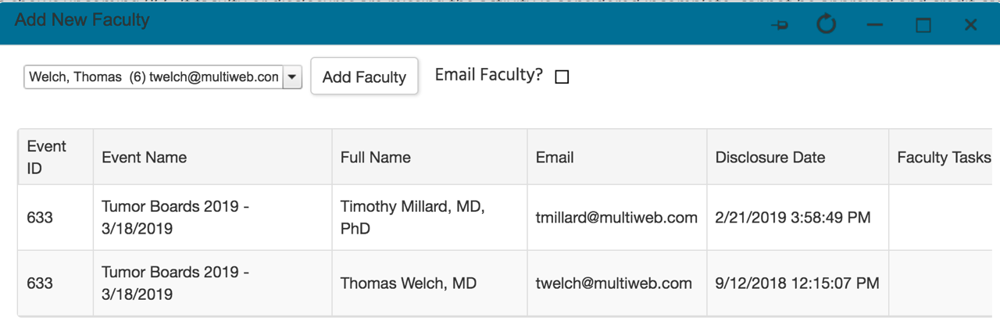 Add New Faculty
Welch, Thomas (6) twelch@multiweb.con
Add Faculty
Email Faculty?
Event ID
Event Name
Full Name
Email
Disclosure Date
Faculty Tasks
633
Tumor Boards 2019 -
3/18/2019
Timothy Millard, MD,
PhD
tmillard@multiweb.com
2/21/2019 3:58:49 PM
633
Tumor Boards 2019 -
3/18/2019
Thomas Welch, MD
twelch@multiweb.com
9/12/2018 12:15:07 PM